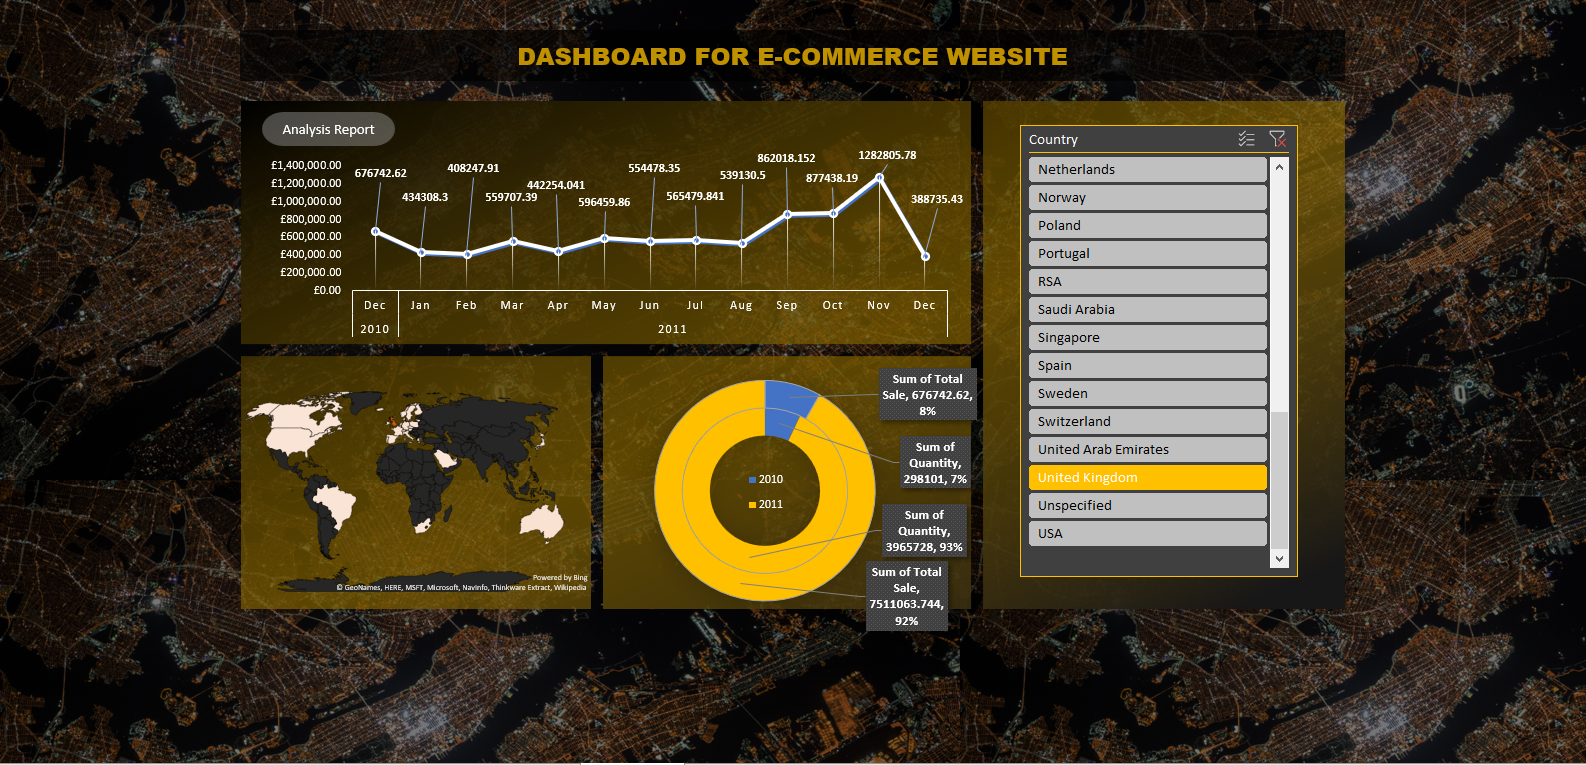 DASHBOARD FOR E-COMMERCE WEBSITE
Analysis Report
£1,400,000.00
£1,200,000.00
£1,000,000.00
£800,000.00
£600,000.00
£400,000.00
£200,000.00
£0.00
676742.62
434308.3
408247.91
559707.39
442254.041
596459.86
554478.35
565479.841
539130.5
862018.152
877438.19
1282805.78
388735.43
Dec Jan Feb Mar Apr May Jun Jul Aug Sep Oct Nov Dec
2010 2011
Powered by Bing
© GeoNames, HERE, MSFT, Microsoft, NavInfo, Thinkware Extract, Wikipedia
2010
2011
Sum of Total
Sale, 676742.62,
8%
Sum of
Quantity,
298101, 7%
Sum of
Quantity,
3965728, 93%
Sum of Total
Sale,
7511063.744,
92%
Country
Netherlands
Norway
Poland
Portugal
RSA
Saudi Arabia
Singapore
Spain
Sweden
Switzerland
United Arab Emirates
United Kingdom
Unspecified
USA